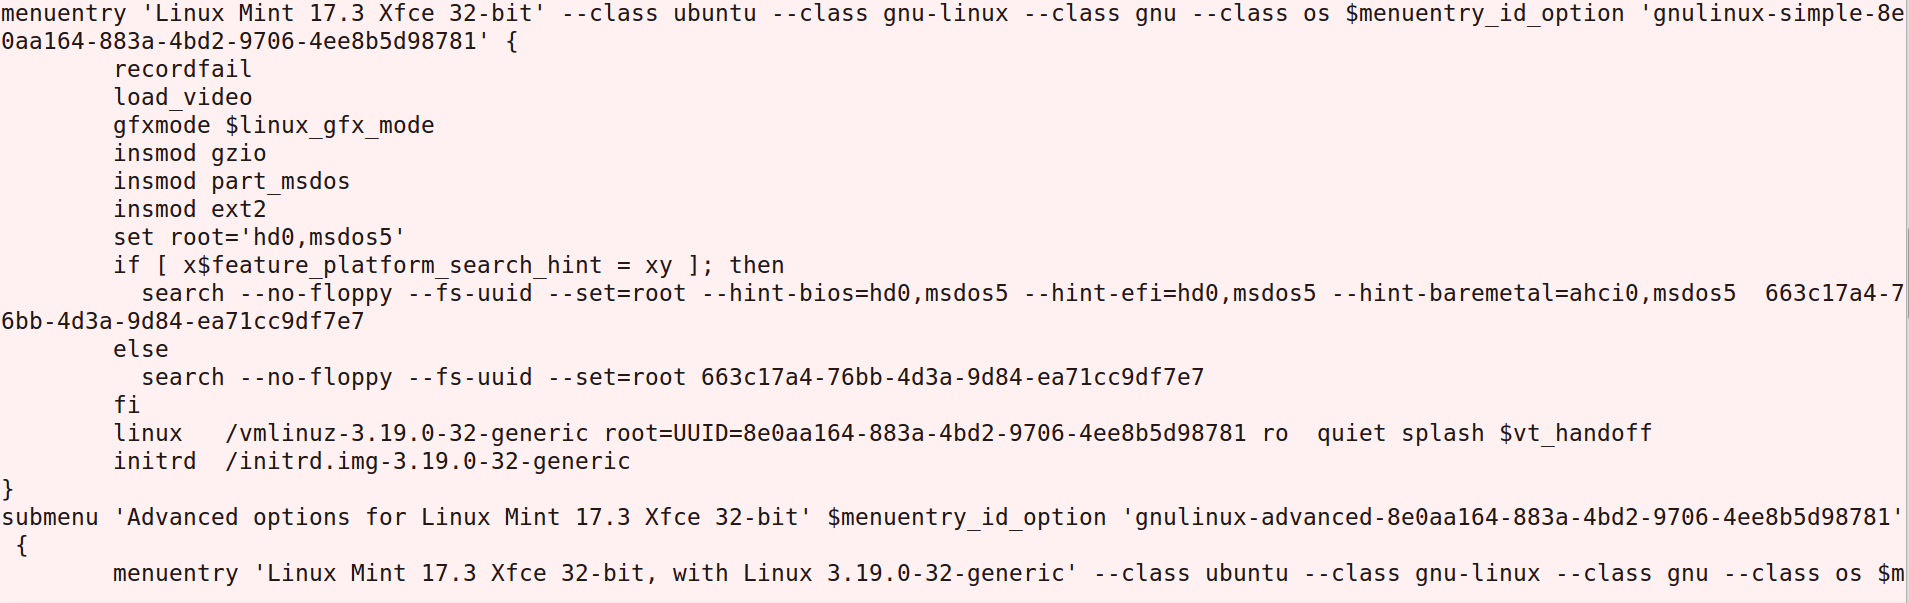 menuentry 'Linux Mint 17.3 Xfce 32-bit' --class ubuntu --class gnu-linux --class gnu --class os $menuentry_id_option 'gnulinux-simple-8e
0aa164-883a-4bd2-9706-4ee8b5d98781' {
        recordfail
        load_video
        gfxmode $linux_gfx_mode
        insmod gzio
        insmod part_msdos
        insmod ext2
        set root='hd0,msdos5'
        if [ x$feature_platform_search_hint = xy ]; then
          search --no-floppy --fs-uuid --set=root --hint-bios=hd0,msdos5 --hint-efi=hd0,msdos5 --hint-baremetal=ahci0,msdos5  663c17a4-7
6bb-4d3a-9d84-ea71cc9df7e7
        else
          search --no-floppy --fs-uuid --set=root 663c17a4-76bb-4d3a-9d84-ea71cc9df7e7
        fi
        linux   /vmlinuz-3.19.0-32-generic root=UUID=8e0aa164-883a-4bd2-9706-4ee8b5d98781 ro  quiet splash $vt_handoff
        initrd  /initrd.img-3.19.0-32-generic
}
submenu 'Advanced options for Linux Mint 17.3 Xfce 32-bit' $menuentry_id_option 'gnulinux-advanced-8e0aa164-883a-4bd2-9706-4ee8b5d98781'
 {
        menuentry 'Linux Mint 17.3 Xfce 32-bit, with Linux 3.19.0-32-generic' --class ubuntu --class gnu-linux --class gnu --class os $m